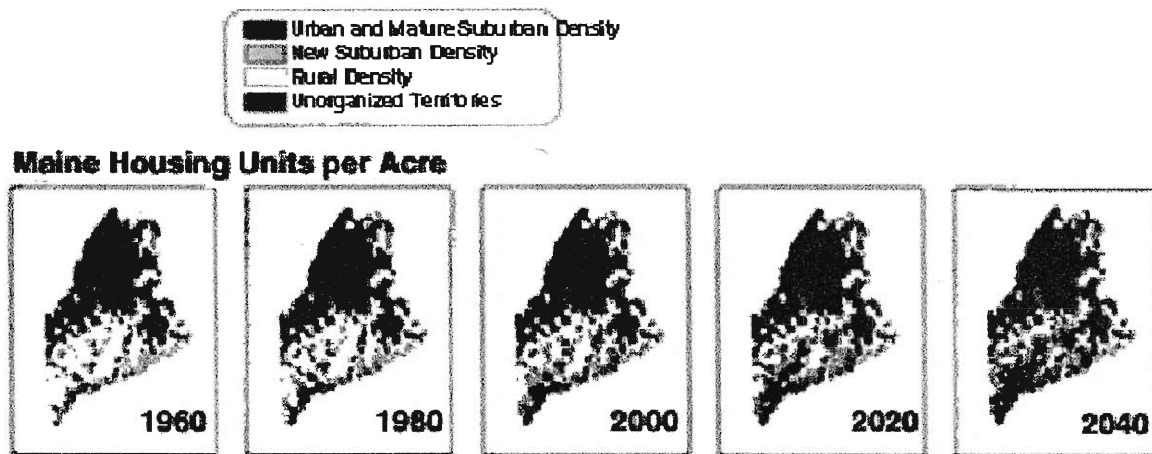 Urban and Mature Suburban Density
New Suburban Density
Rural Density
Unorganized Territories
Maine Housing Units per Acre
1960
1980
2000
2020
2040